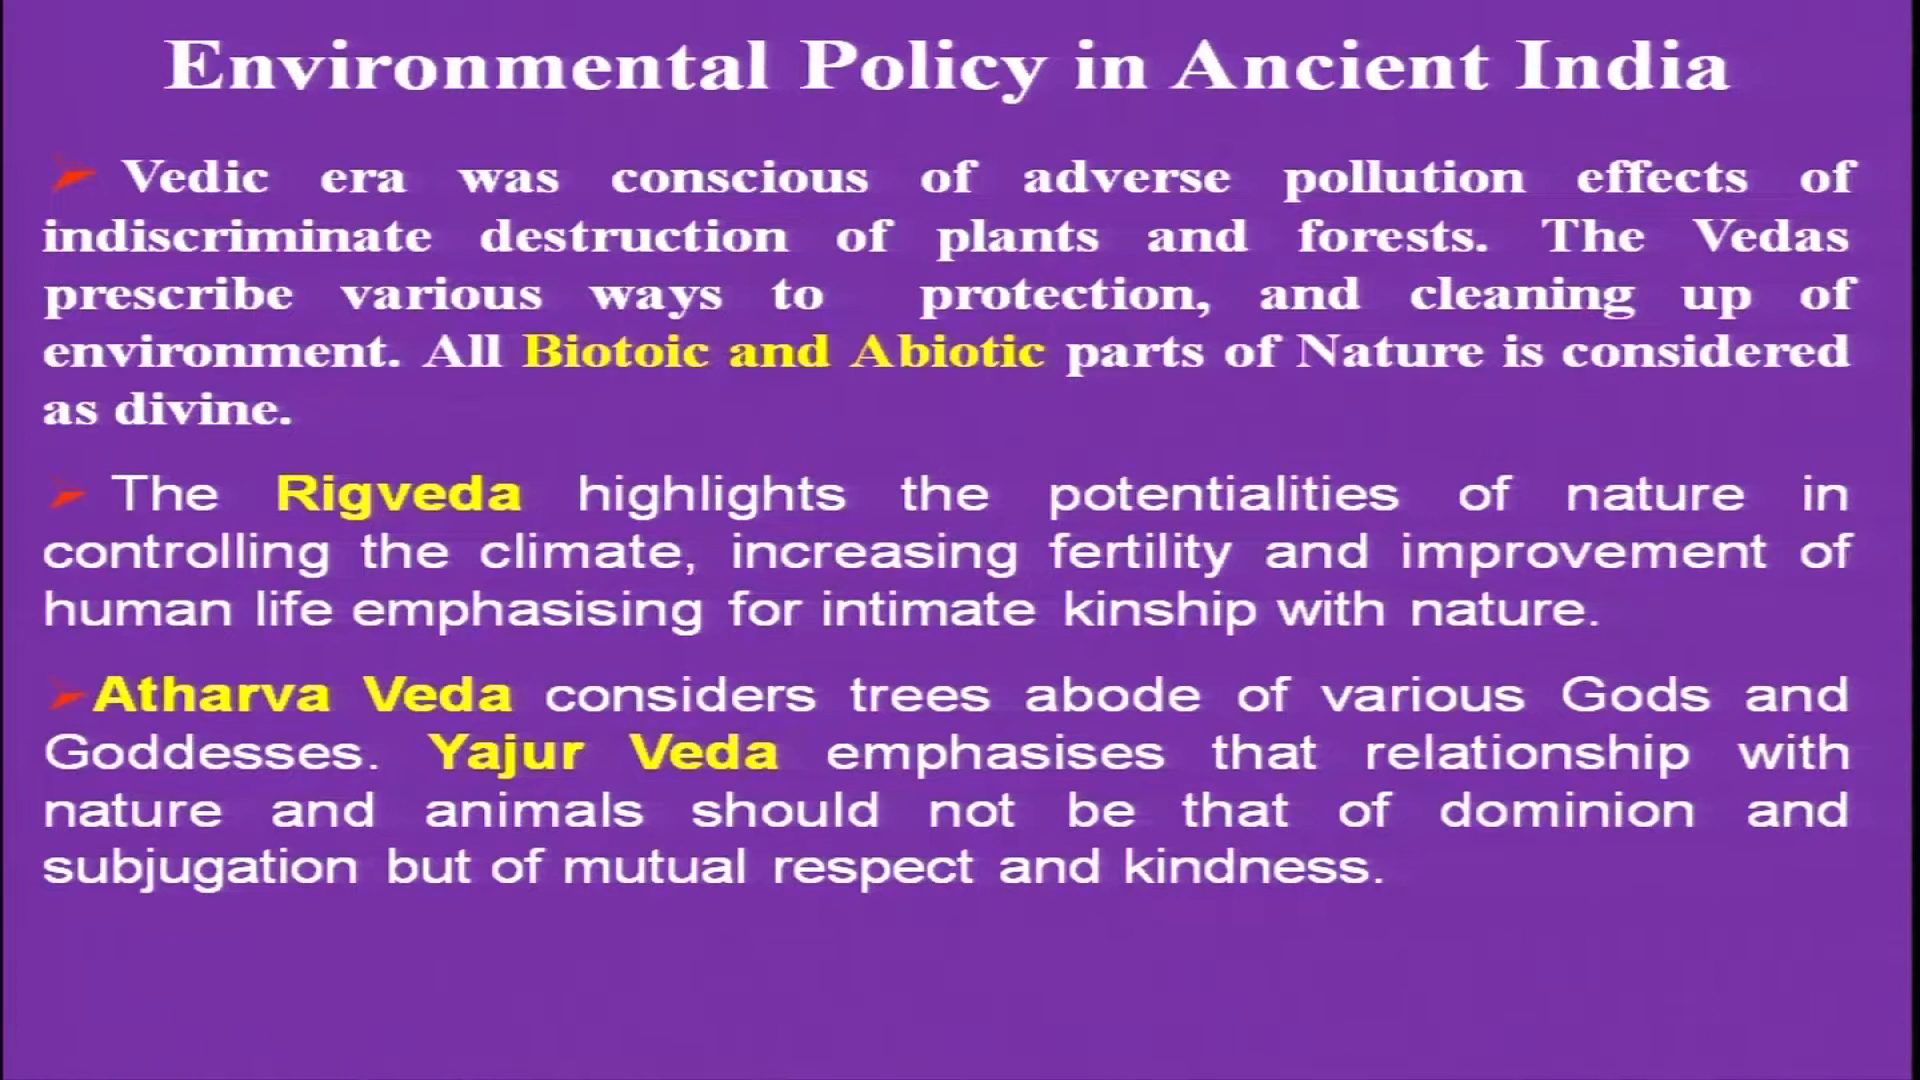 Environmental Policy in Ancient India
Vedic era was conscious of adverse pollution effects of
indiscriminate destruction of plants and forests. The Vedas
prescribe various ways to protection, and cleaning up of
environment. All Biotoic and Abiotic parts of Nature is considered
as divine.
The Rigveda highlights the potentialities of nature in
controlling the climate, increasing fertility and improvement of
human life emphasising for intimate kinship with nature.
Atharva Veda considers trees abode of various Gods and
Goddesses. Yajur Veda emphasises that relationship with
nature and animals should not be that of dominion and
subjugation but of mutual respect and kindness.